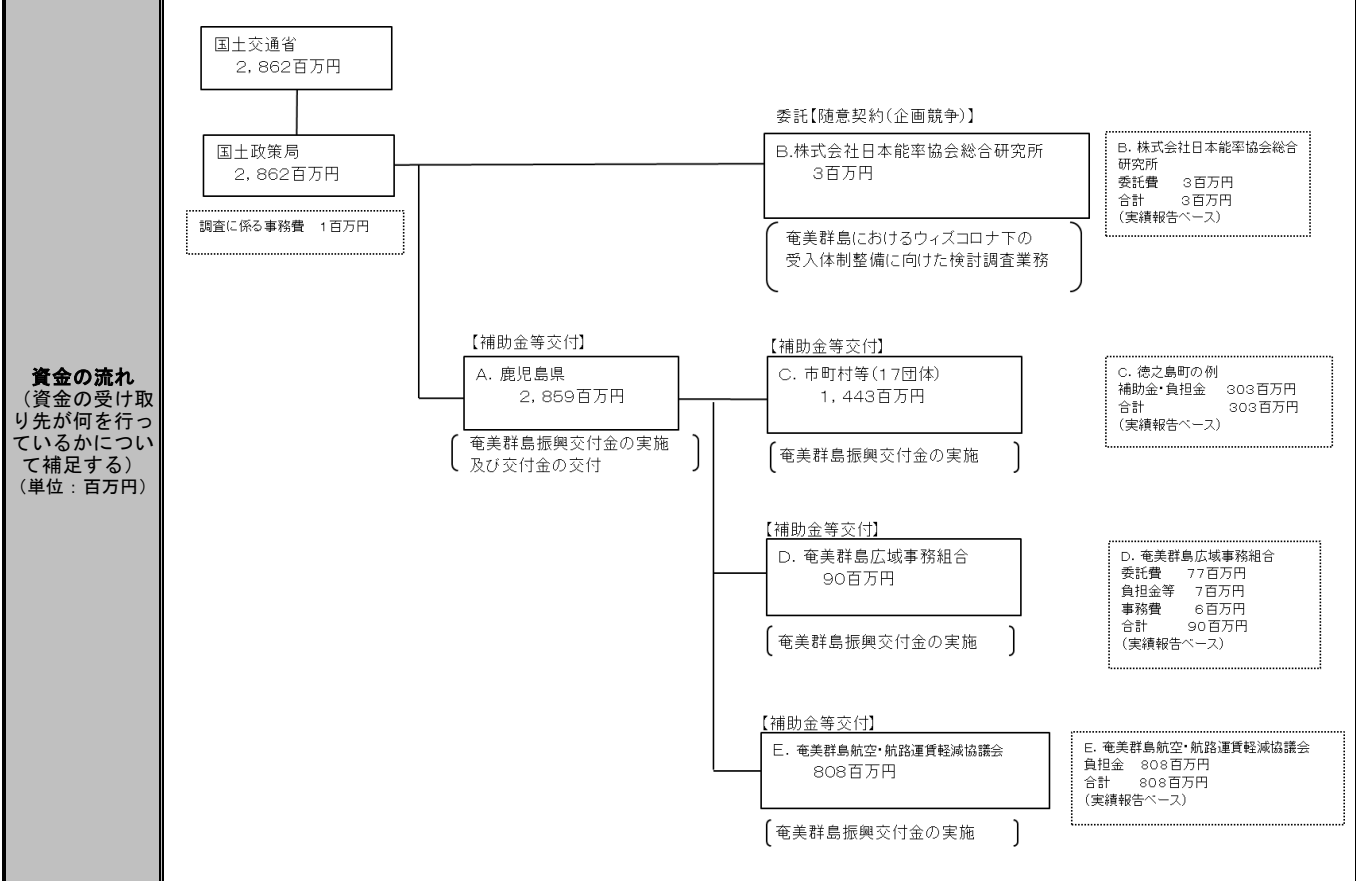 資金の流れ
（資金の受け取
り先が何を行っ
ているかについ
て補足する）
（単位：百万円）
国土交通省
２，８６２百万円
国土政策局
２，８６２百万円
調査に係る事務費　１百万円
委託【随意契約（企画競争）】
Ｂ.株式会社日本能率協会総合研究所
３百万円
奄美群島におけるウィズコロナ下の
受入体制整備に向けた検討調査業務
Ｂ．株式会社日本能率協会総合
研究所
委託費　３百万円
合計　３百万円
（実績報告ベース）
【補助金等交付】
Ａ．鹿児島県
２，８５９百万円
奄美群島振興交付金の実施
及び交付金の交付
【補助金等交付】
Ｃ．市町村等（１７団体）
１，４４３百万円
奄美群島振興交付金の実施
Ｃ．徳之島町の例
補助金・負担金　３０３百万円
合計　３０３百万円
（実績報告ベース）
【補助金等交付】
Ｄ．奄美群島広域事務組合
９０百万円
奄美群島振興交付金の実施
Ｄ．奄美群島広域事務組合
委託費　７７百万円
負担金等　７百万円
事務費　６百万円
合計　９０百万円
（実績報告ベース）
【補助金等交付】
Ｅ．奄美群島航空・航路運賃軽減協議会
８０８百万円
奄美群島振興交付金の実施
Ｅ．奄美群島航空・航路運賃軽減協議会
負担金　８０８百万円
合計　８０８百万円
（実績報告ベース）